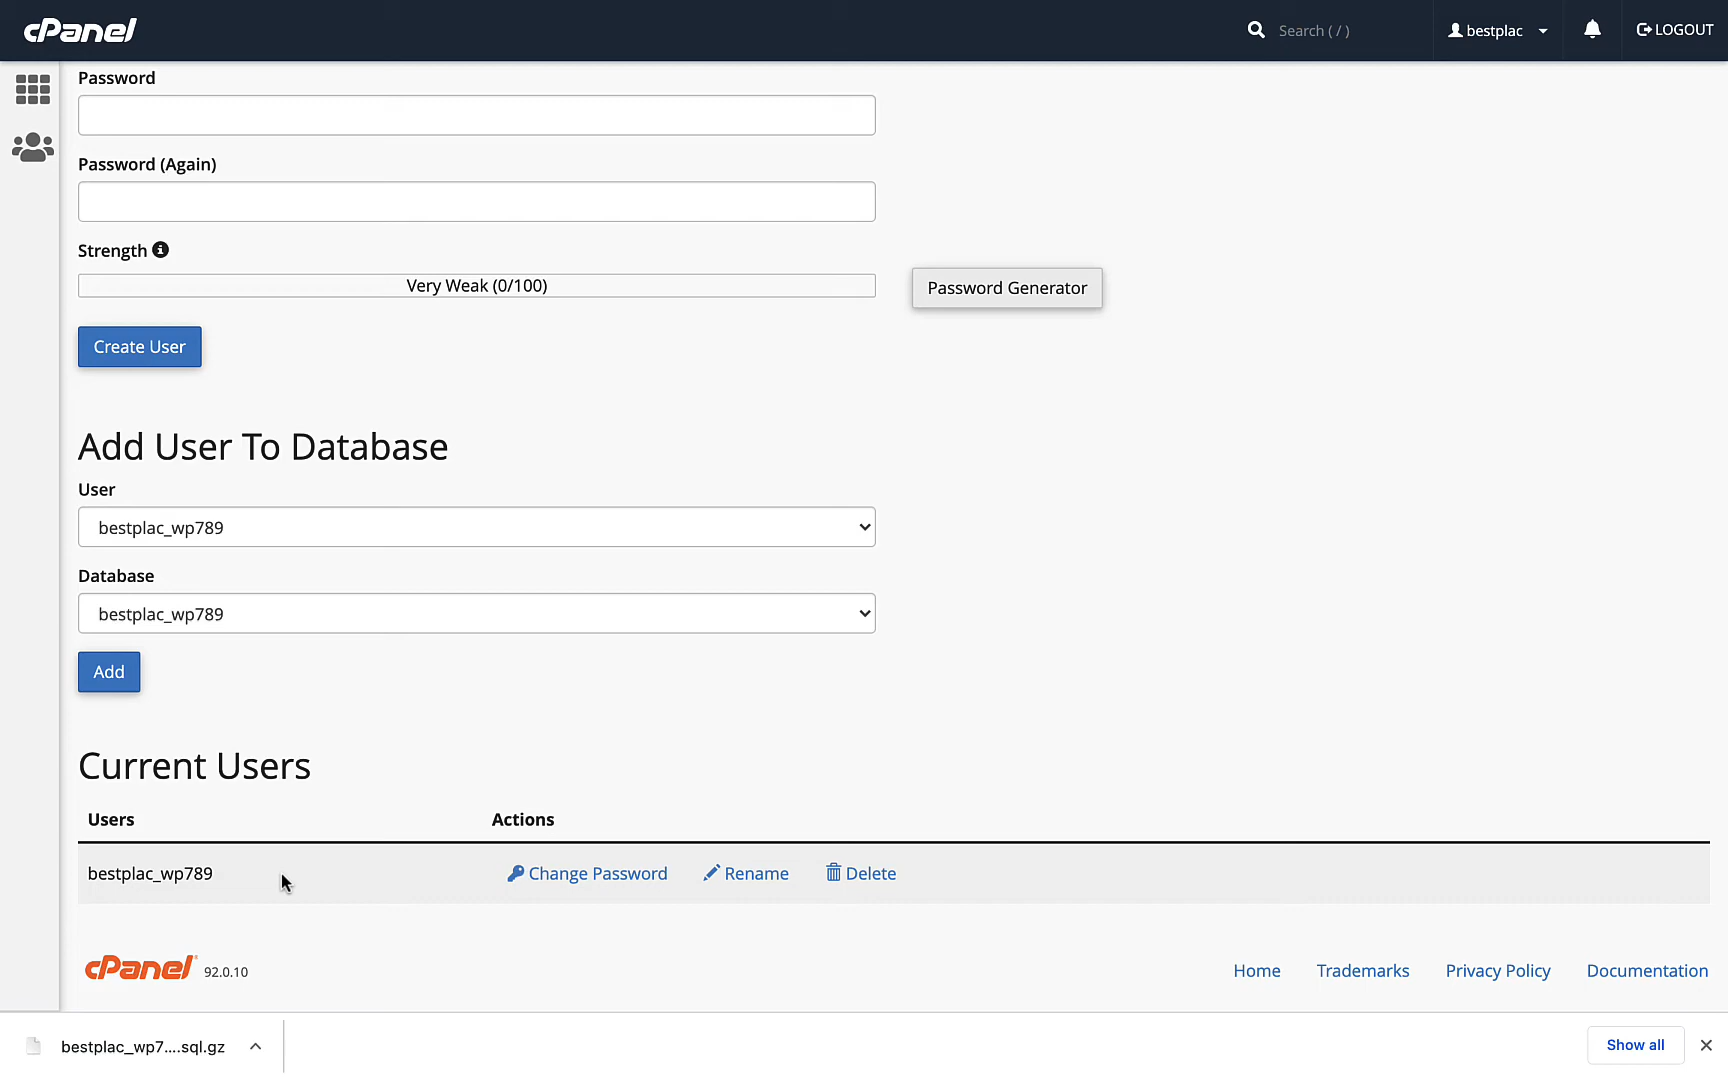 cPanel
Search ( / )
bestplac
LOGOUT
Password
Password (Again)
Strength
Very Weak (0/100)
Password Generator
Create User
Add User To Database
User
bestplac_wp789
Database
bestplac_wp789
Add
Current Users
Users
Actions
bestplac_wp789
Change Password
Rename
Delete
cPanel 92.0.10
Home
Trademarks
Privacy Policy
Documentation
bestplac_wp7....sql.gz
Show all